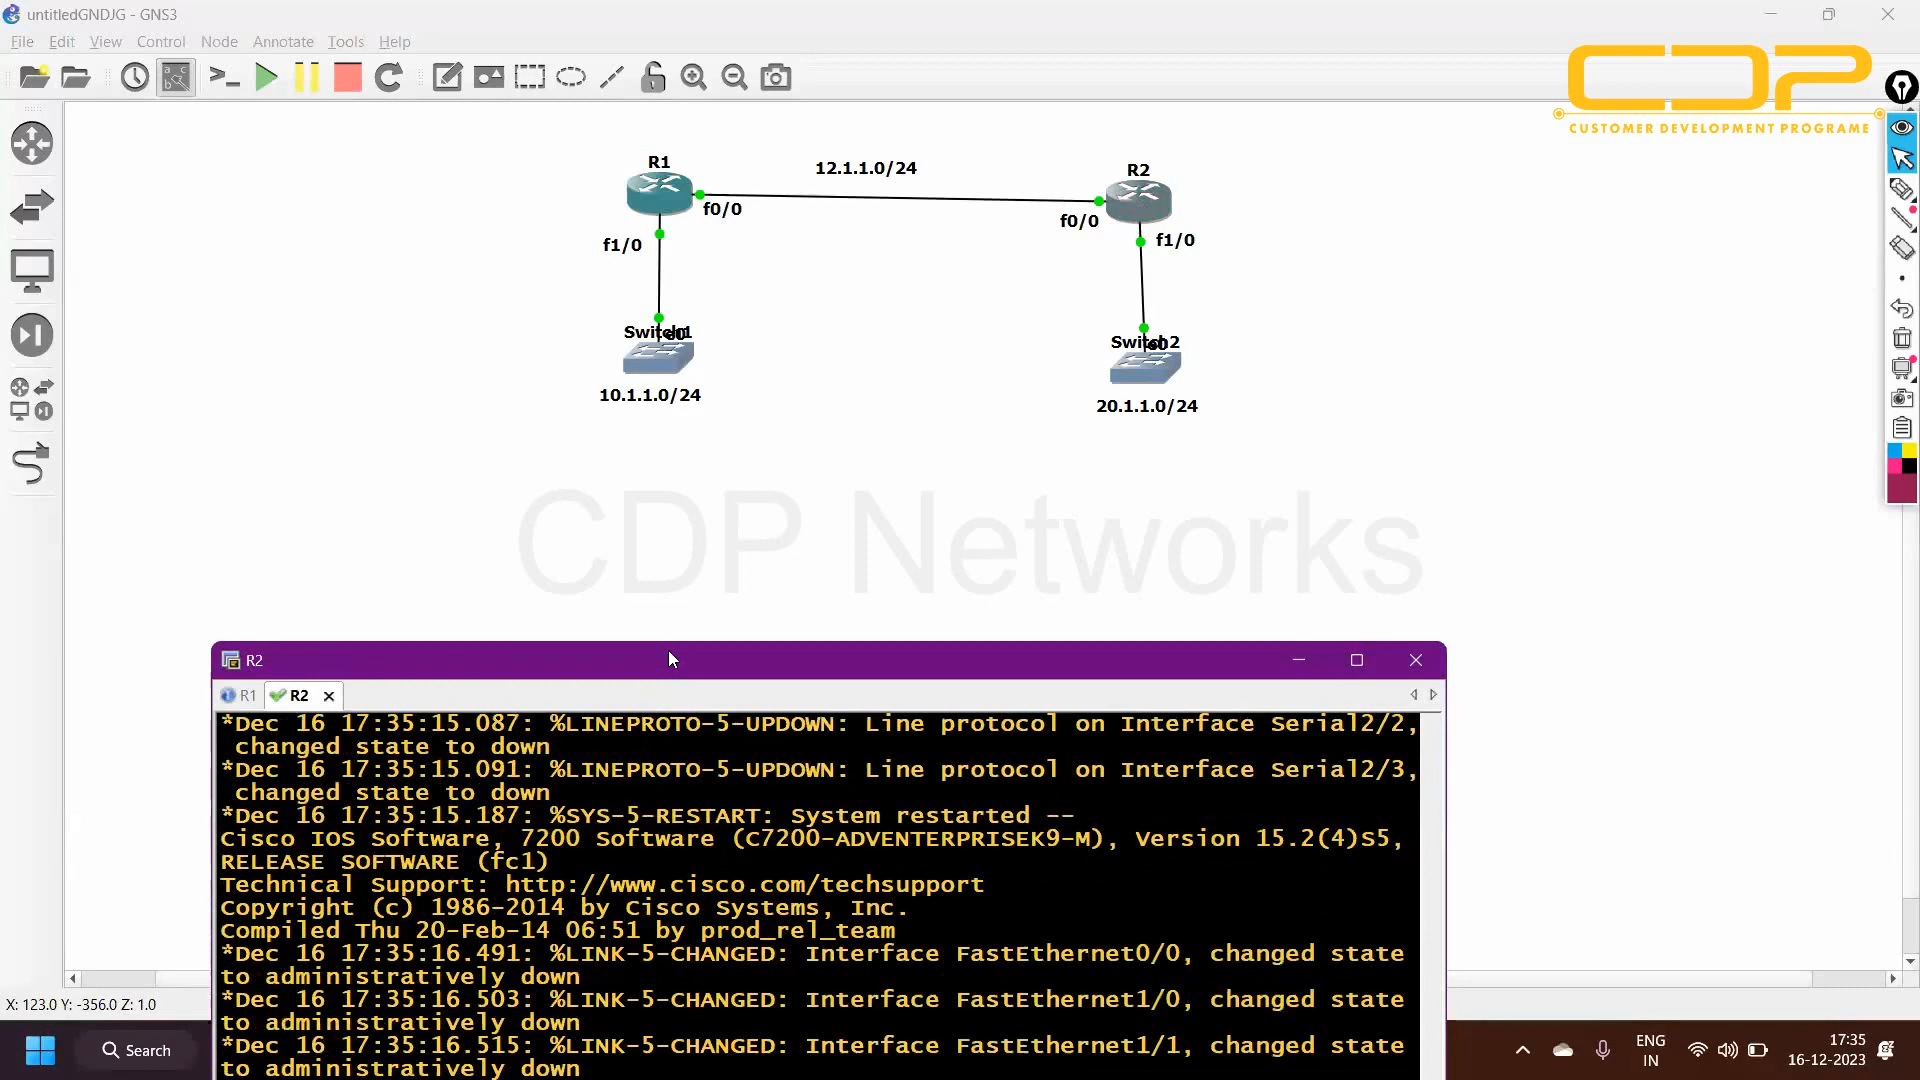 untitledGNDJG - GNS3
File Edit View Control Node Annotate Tools Help
CDP
CUSTOMER DEVELOPMENT PROGRAME
R1
12.1.1.0/24
R2
f0/0
f0/0
f1/0
f1/0
Switch1
e0
Switch2
e0
10.1.1.0/24
20.1.1.0/24
CDP Networks
R2
R1 R2
*Dec 16 17:35:15.087: %LINEPROTO-5-UPDOWN: Line protocol on Interface Serial2/2,
changed state to down
*Dec 16 17:35:15.091: %LINEPROTO-5-UPDOWN: Line protocol on Interface Serial2/3,
changed state to down
*Dec 16 17:35:15.187: %SYS-5-RESTART: System restarted --
Cisco IOS Software, 7200 Software (C7200-ADVENTERPRISEK9-M), Version 15.2(4)S5,
RELEASE SOFTWARE (fc1)
Technical Support: http://www.cisco.com/techsupport
Copyright (c) 1986-2014 by Cisco Systems, Inc.
Compiled Thu 20-Feb-14 06:51 by prod_rel_team
*Dec 16 17:35:16.491: %LINK-5-CHANGED: Interface FastEthernet0/0, changed state
to administratively down
*Dec 16 17:35:16.503: %LINK-5-CHANGED: Interface FastEthernet1/0, changed state
to administratively down
*Dec 16 17:35:16.515: %LINK-5-CHANGED: Interface FastEthernet1/1, changed state
to administratively down
X: 123.0 Y: -356.0 Z: 1.0
Search
ENG
IN
17:35
16-12-2023